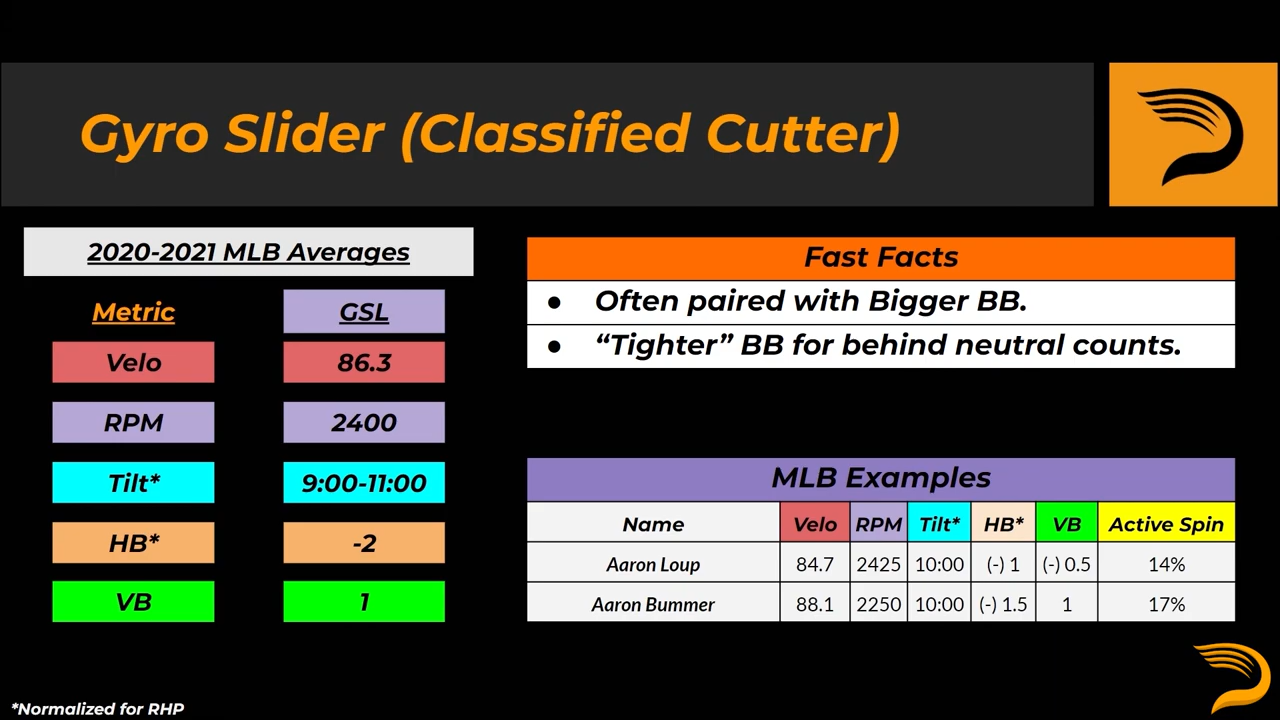 Gyro Slider (Classified Cutter)
2020-2021 MLB Averages
Metric GSL
Velo 86.3
RPM 2400
Tilt* 9:00-11:00
HB* -2
VB 1
Fast Facts
● Often paired with Bigger BB.
● “Tighter” BB for behind neutral counts.
MLB Examples
Name Velo RPM Tilt* HB* VB Active Spin
Aaron Loup 84.7 2425 10:00 (-) 1 (-) 0.5 14%
Aaron Bummer 88.1 2250 10:00 (-) 1.5 1 17%
*Normalized for RHP